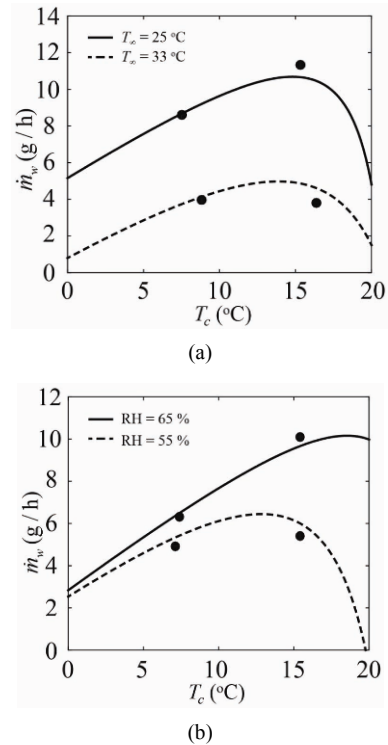 14
12
10
8
6
4
2
0
ṁw (g / h)
T∞ = 25 °C
T∞ = 33 °C
0 5 10 15 20
Tc (°C)
(a)
12
10
8
6
4
2
0
ṁw (g / h)
RH = 65 %
RH = 55 %
0 5 10 15 20
Tc (°C)
(b)